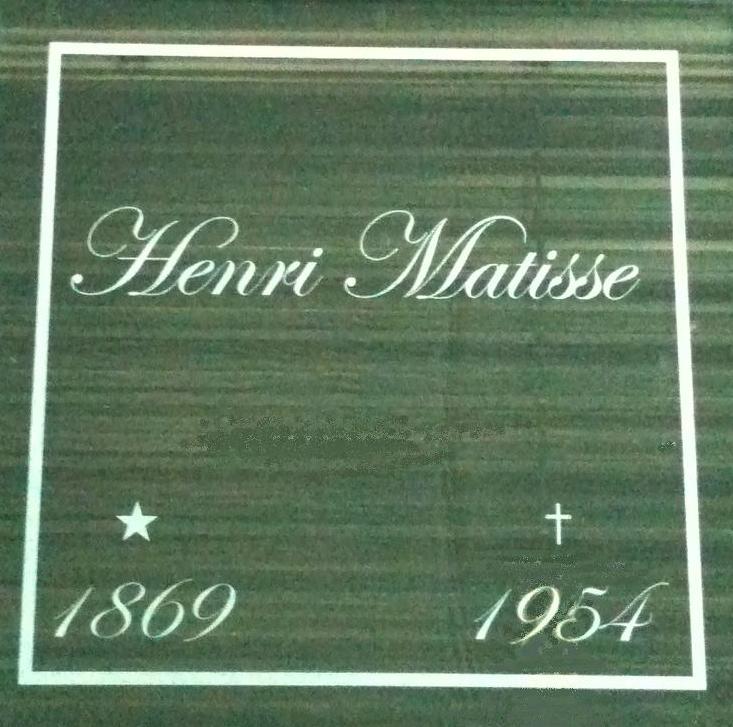 Henri Matisse
★ †
1869 1954